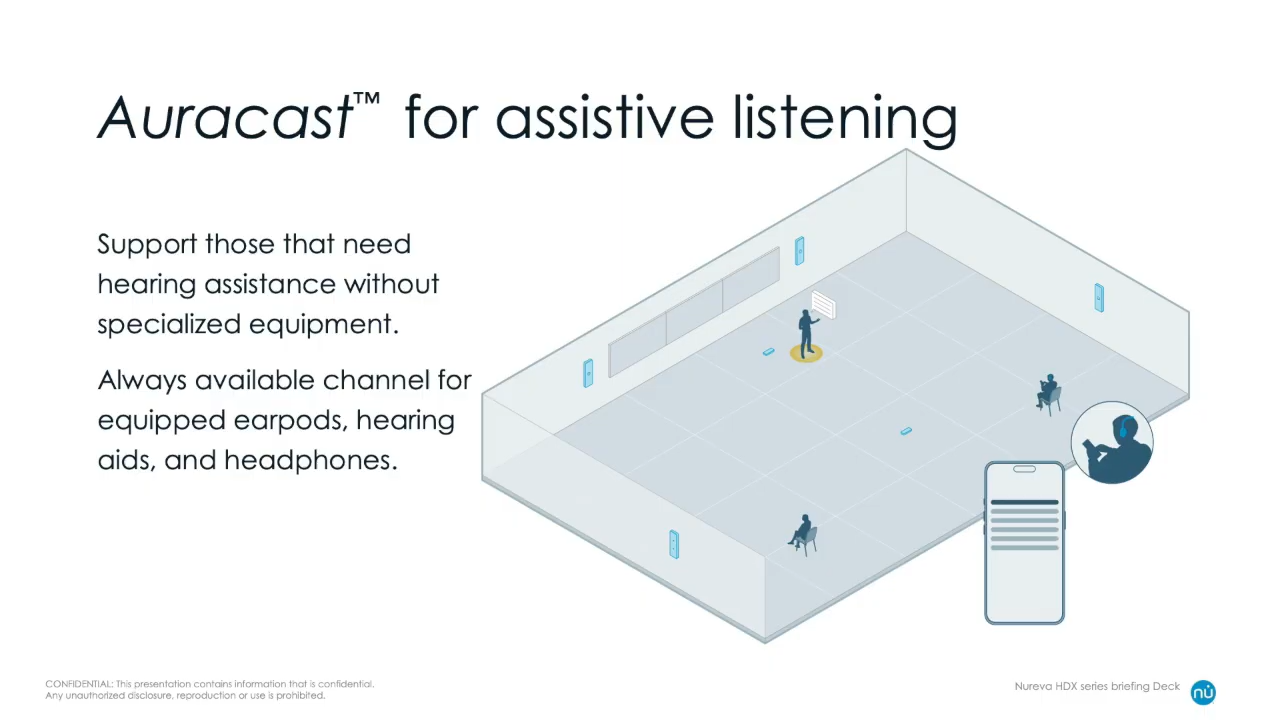 Auracast™ for assistive listening
Support those that need
hearing assistance without
specialized equipment.
Always available channel for
equipped earpods, hearing
aids, and headphones.
CONFIDENTIAL: This presentation contains information that is confidential.
Any unauthorized disclosure, reproduction or use is prohibited.
Nureva HDX series briefing Deck
nu̇